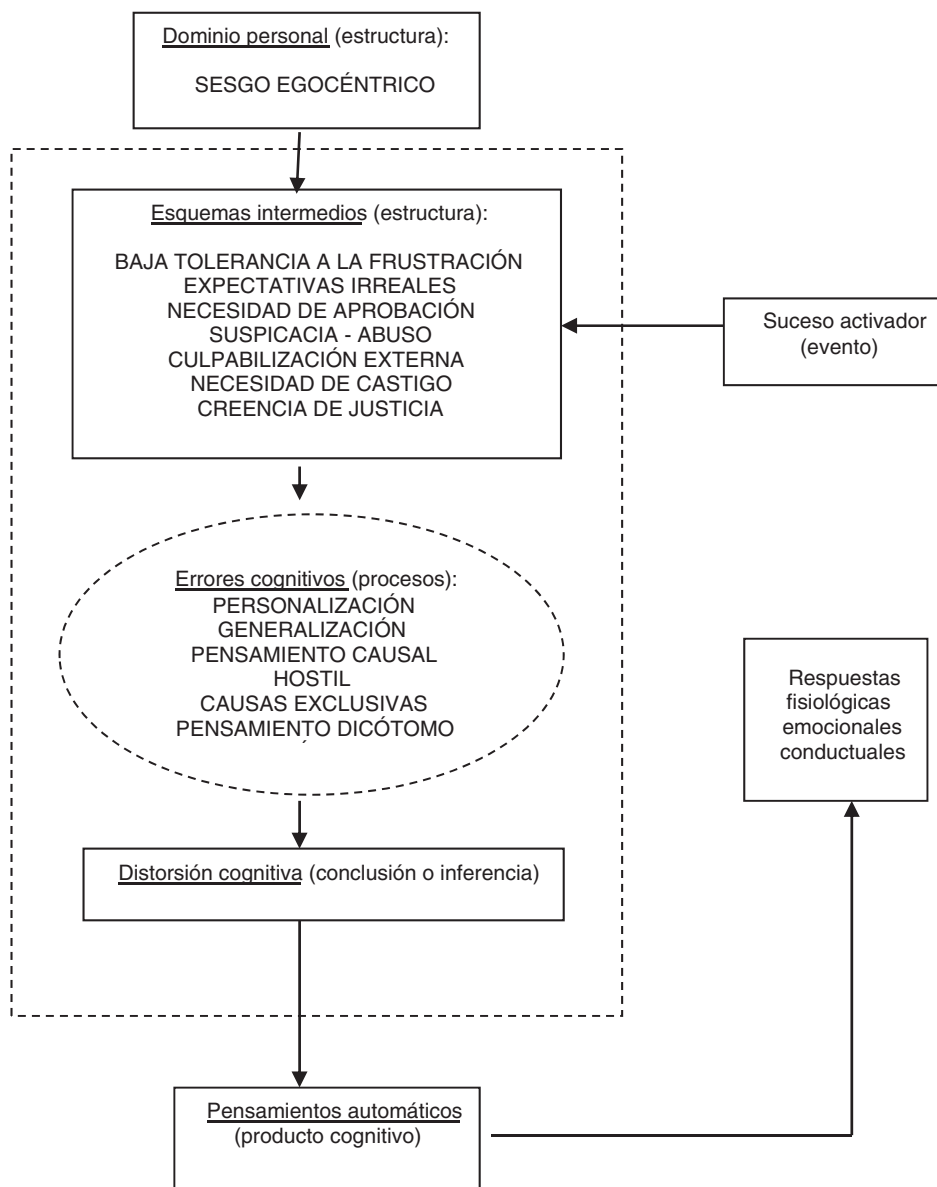 Dominio personal (estructura):
SESGO EGOCÉNTRICO
Esquemas intermedios (estructura):
BAJA TOLERANCIA A LA FRUSTRACIÓN
EXPECTATIVAS IRREALES
NECESIDAD DE APROBACIÓN
SUSPICACIA - ABUSO
CULPABILIZACIÓN EXTERNA
NECESIDAD DE CASTIGO
CREENCIA DE JUSTICIA
Suceso activador
(evento)
Errores cognitivos (procesos):
PERSONALIZACIÓN
GENERALIZACIÓN
PENSAMIENTO CAUSAL
HOSTIL
CAUSAS EXCLUSIVAS
PENSAMIENTO DICÓTOMO
Respuestas
fisiológicas
emocionales
conductuales
Distorsión cognitiva (conclusión o inferencia)
Pensamientos automáticos
(producto cognitivo)